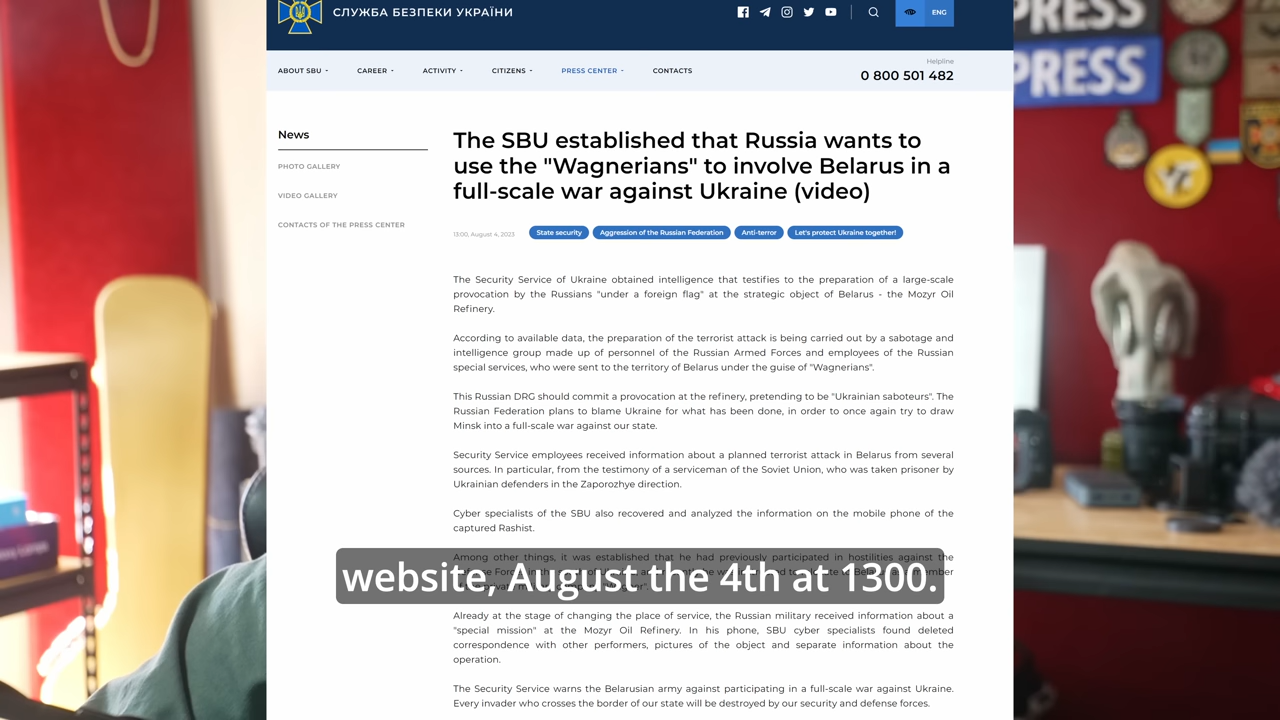 СЛУЖБА БЕЗПЕКИ УКРАЇНИ
ENG
ABOUT SBU
CAREER
ACTIVITY
CITIZENS
PRESS CENTER
CONTACTS
Helpline
0 800 501 482
News
PHOTO GALLERY
VIDEO GALLERY
CONTACTS OF THE PRESS CENTER
The SBU established that Russia wants to
use the "Wagnerians" to involve Belarus in a
full-scale war against Ukraine (video)
13:00, August 4, 2023
State security
Aggression of the Russian Federation
Anti-terror
Let's protect Ukraine together!
The Security Service of Ukraine obtained intelligence that testifies to the preparation of a large-scale
provocation by the Russians "under a foreign flag" at the strategic object of Belarus - the Mozyr Oil
Refinery.
According to available data, the preparation of the terrorist attack is being carried out by a sabotage and
intelligence group made up of personnel of the Russian Armed Forces and employees of the Russian
special services, who were sent to the territory of Belarus under the guise of "Wagnerians".
This Russian DRG should commit a provocation at the refinery, pretending to be "Ukrainian saboteurs". The
Russian Federation plans to blame Ukraine for what has been done, in order to once again try to draw
Minsk into a full-scale war against our state.
Security Service employees received information about a planned terrorist attack in Belarus from several
sources. In particular, from the testimony of a serviceman of the Soviet Union, who was taken prisoner by
Ukrainian defenders in the Zaporozhye direction.
Cyber specialists of the SBU also recovered and analyzed the information on the mobile phone of the
captured Rashist.
Among other things, it was established that he had previously participated in hostilities against the
website, August the 4th at 1300.
Already at the stage of changing the place of service, the Russian military received information about a
"special mission" at the Mozyr Oil Refinery. In his phone, SBU cyber specialists found deleted
correspondence with other performers, pictures of the object and separate information about the
operation.
The Security Service warns the Belarusian army against participating in a full-scale war against Ukraine.
Every invader who crosses the border of our state will be destroyed by our security and defense forces.
PRESS
PRESS